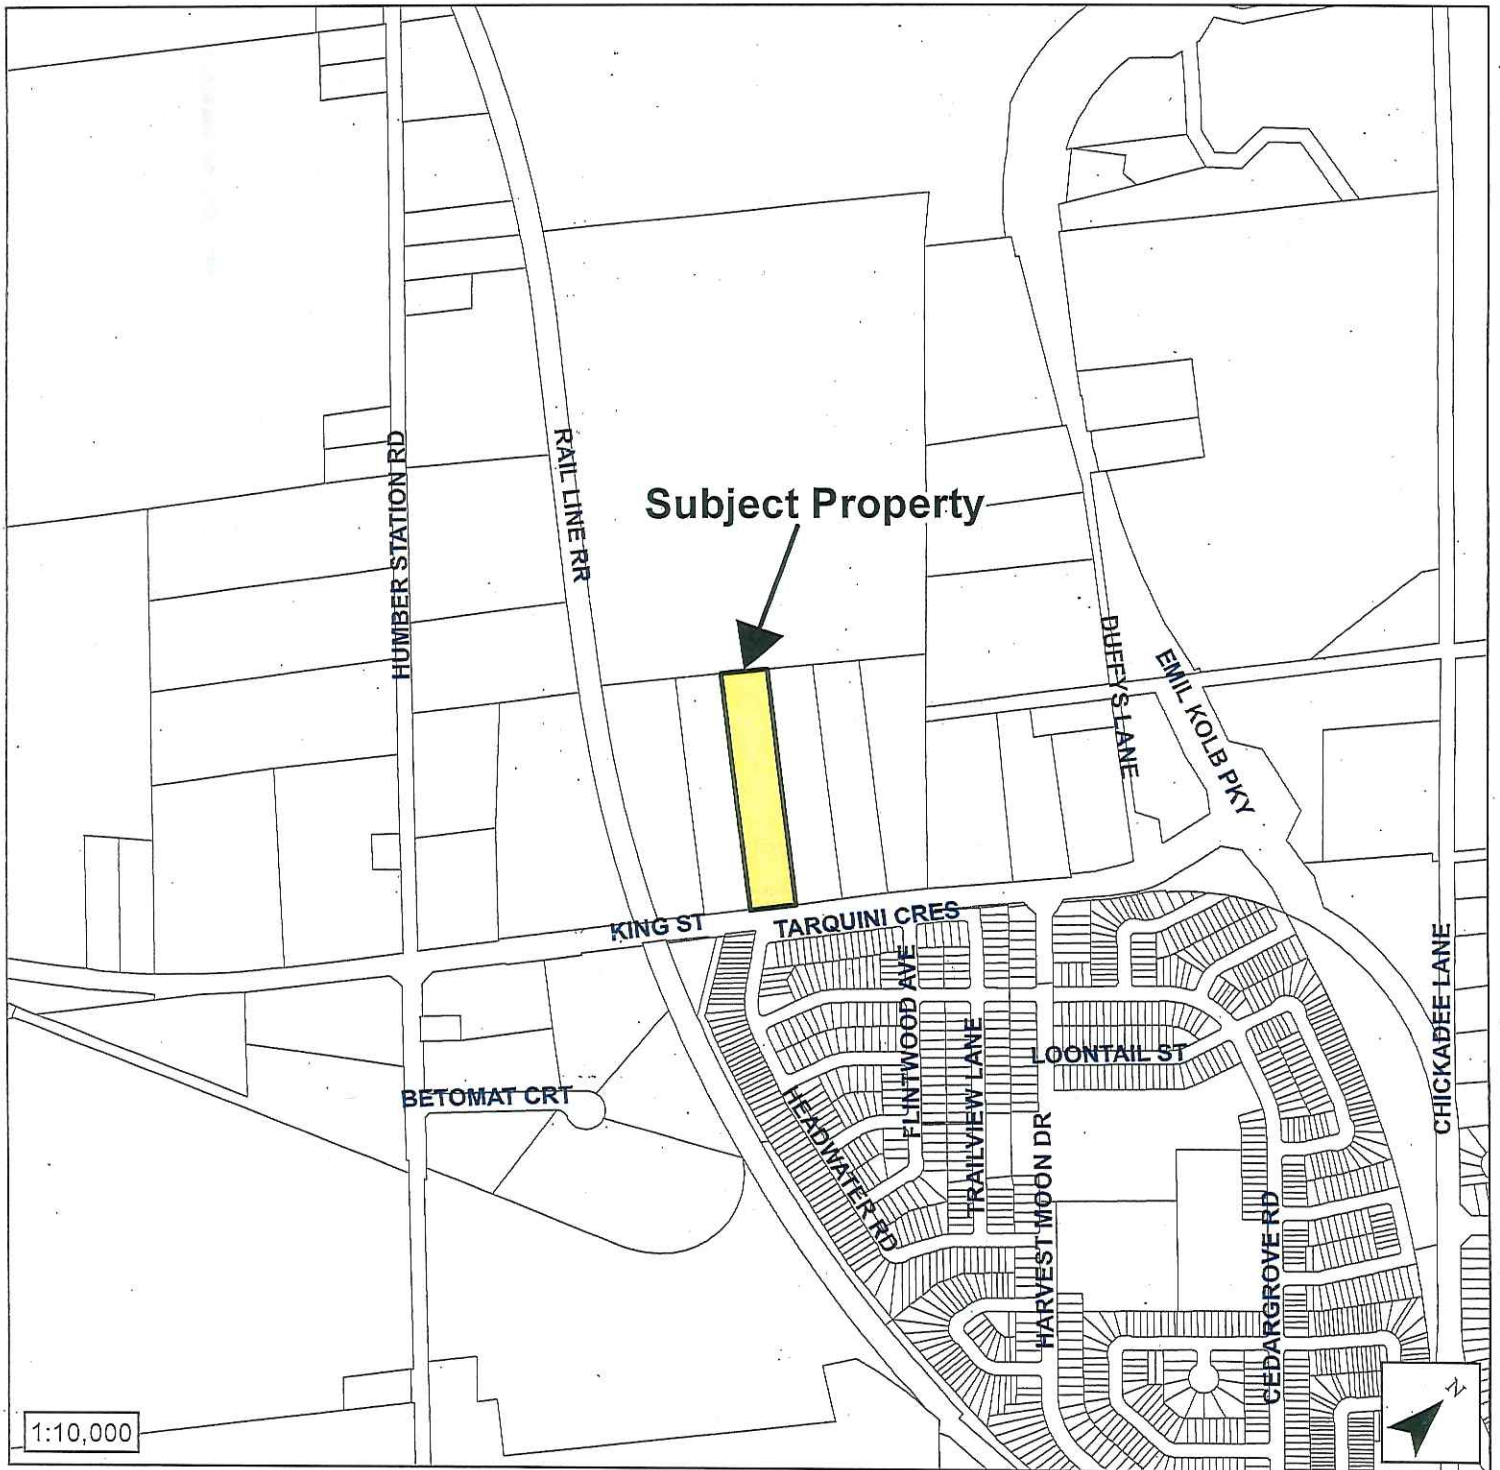 HUMBER STATION RD
RAIL LINE RR
Subject Property
DUFFYS LANE
EMIL KOLB PKY
KING ST
TARQUINI CRES
FLINTWOOD AVE
TRAILVIEW LANE
LOONTAIL ST
CHICKADEE LANE
BETOMAT CRT
HEADWATER RD
HARVEST MOON DR
CEDARGROVE RD
1:10,000
N